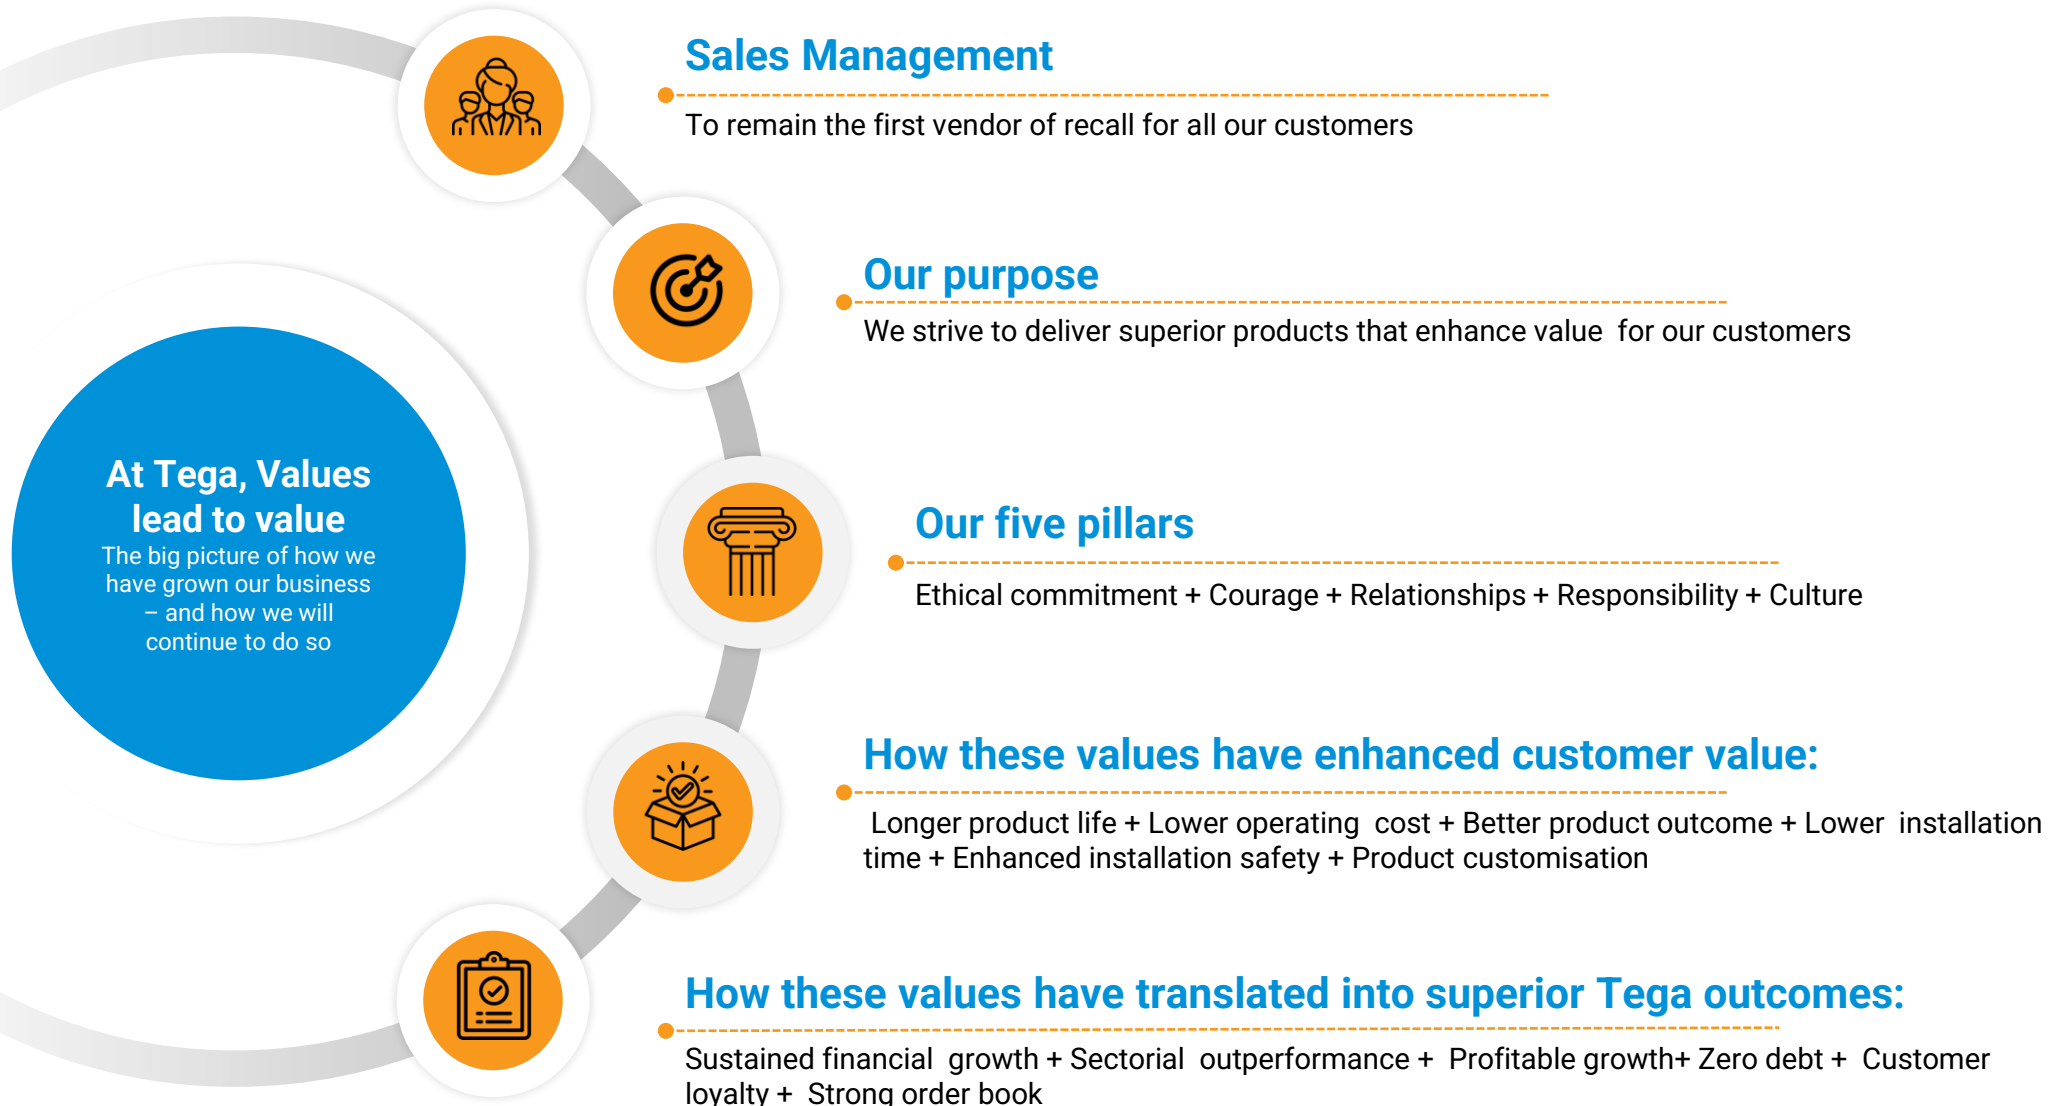 At Tega, Values
lead to value
The big picture of how we
have grown our business
– and how we will
continue to do so
Sales Management
To remain the first vendor of recall for all our customers
Our purpose
We strive to deliver superior products that enhance value for our customers
Our five pillars
Ethical commitment + Courage + Relationships + Responsibility + Culture
How these values have enhanced customer value:
Longer product life + Lower operating cost + Better product outcome + Lower installation
time + Enhanced installation safety + Product customisation
How these values have translated into superior Tega outcomes:
Sustained financial growth + Sectorial outperformance + Profitable growth+ Zero debt + Customer
loyalty + Strong order book